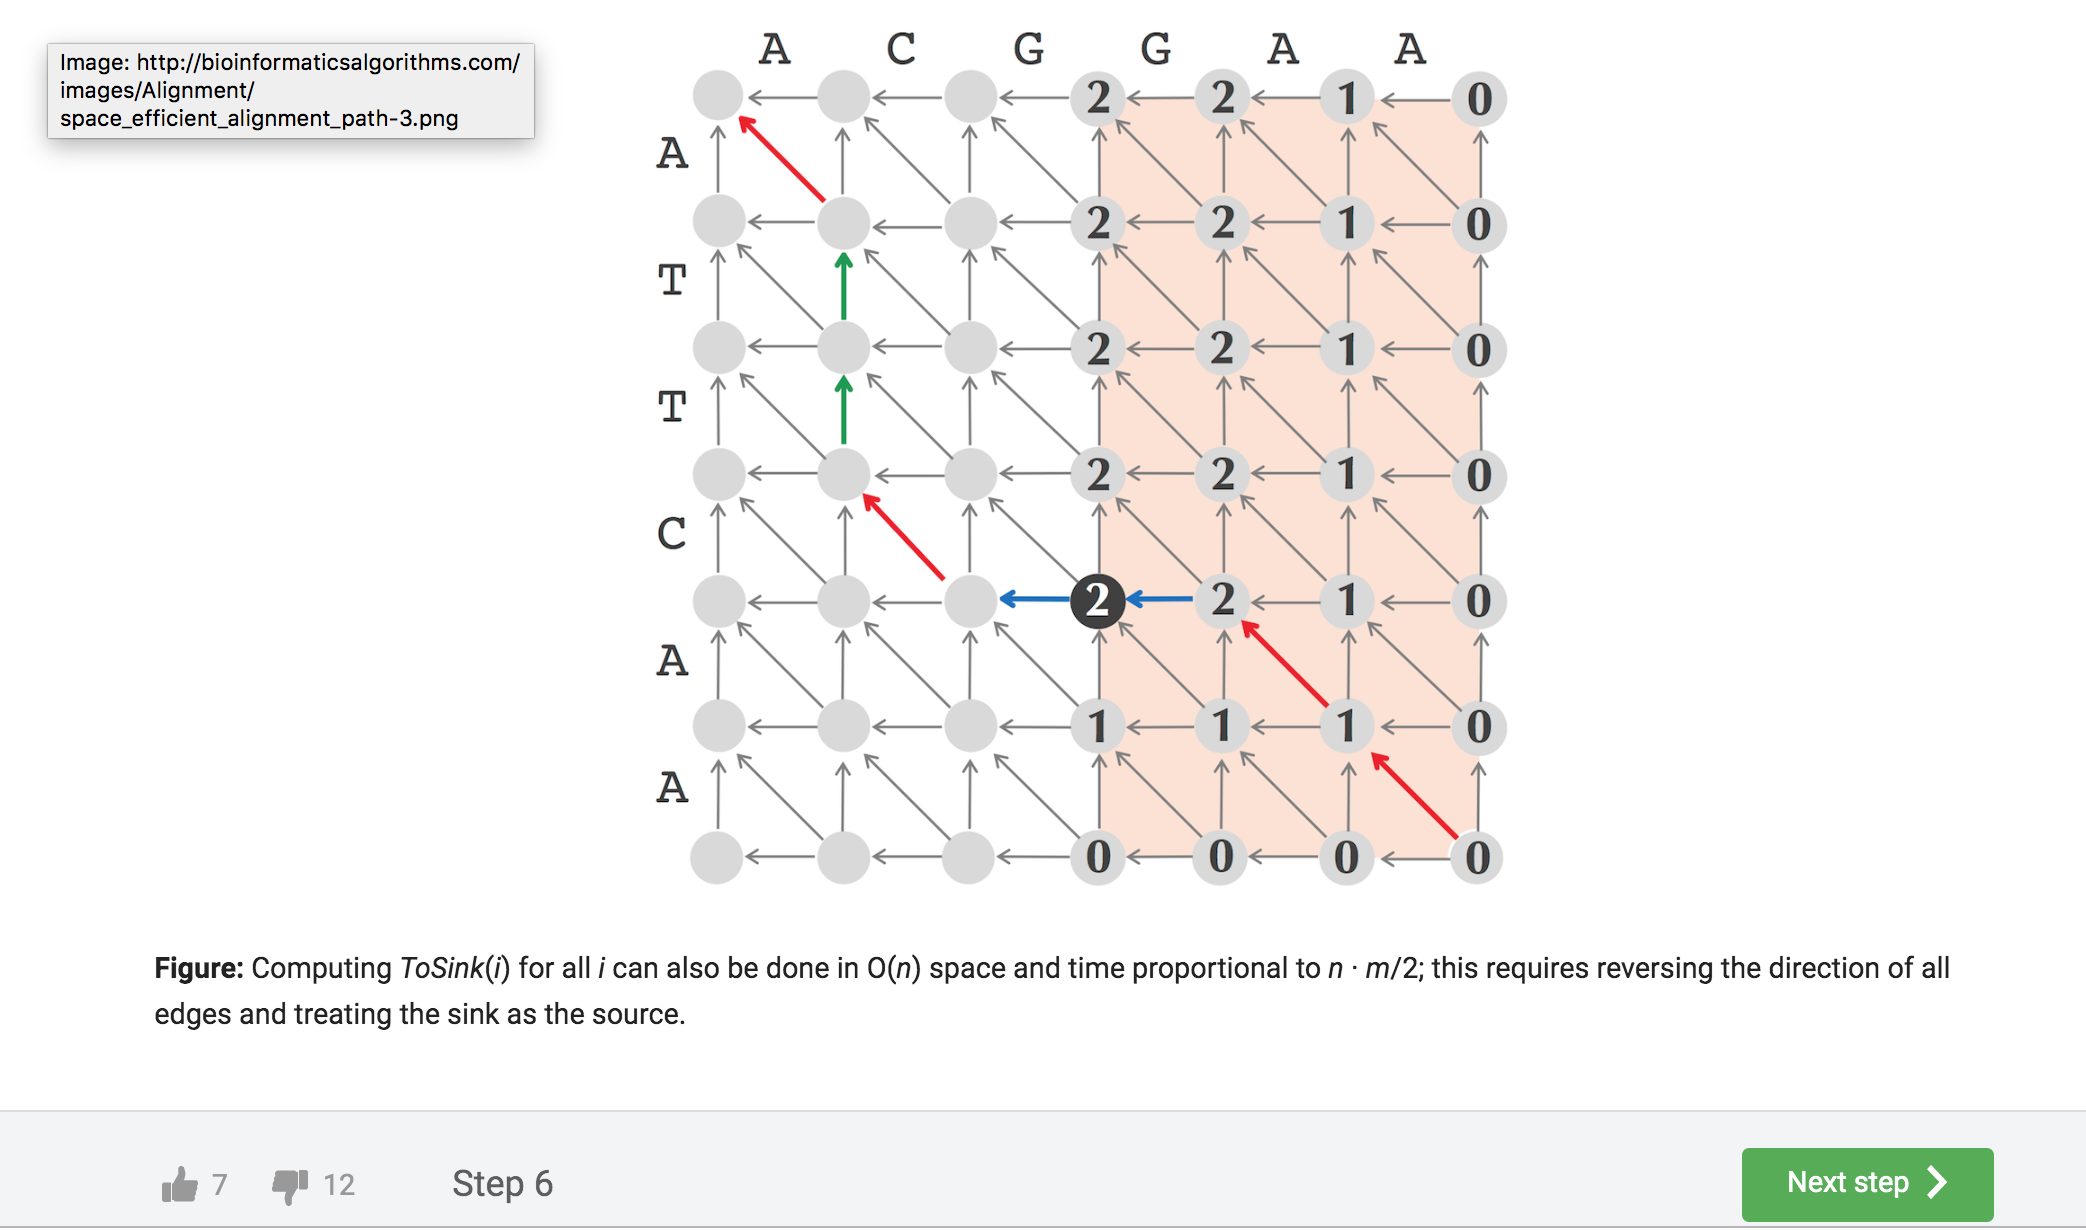 Image: http://bioinformaticsalgorithms.com/
images/Alignment/
space_efficient_alignment_path-3.png
A C G G A A
2 2 1 0
A
2 2 1 0
T
2 2 1 0
T
2 2 1 0
C
2 2 1 0
A
1 1 1 0
A
0 0 0 0
Figure: Computing ToSink(i) for all i can also be done in O(n) space and time proportional to n · m/2; this requires reversing the direction of all
edges and treating the sink as the source.
7 12 Step 6 Next step